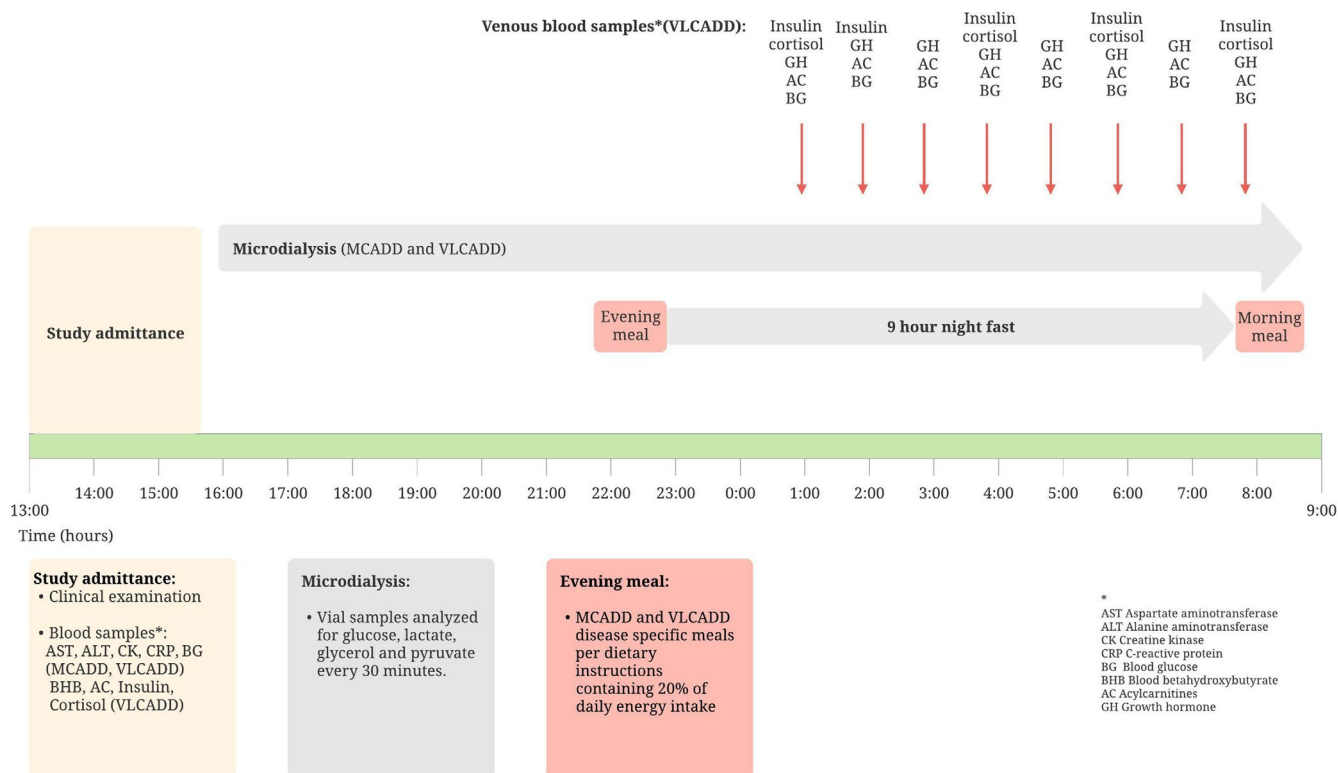 Venous blood samples*(VLCADD):
Insulin
cortisol
GH
AC
BG
Insulin
GH
AC
BG
GH
AC
BG
Insulin
cortisol
GH
AC
BG
GH
AC
BG
Insulin
cortisol
GH
AC
BG
GH
AC
BG
Insulin
cortisol
GH
AC
BG
Microdialysis (MCADD and VLCADD)
Study admittance
Evening
meal
9 hour night fast
Morning
meal
13:00
14:00
15:00
16:00
17:00
18:00
19:00
20:00
21:00
22:00
23:00
0:00
1:00
2:00
3:00
4:00
5:00
6:00
7:00
8:00
9:00
Time (hours)
Study admittance:
• Clinical examination
• Blood samples*:
AST, ALT, CK, CRP, BG
(MCADD, VLCADD)
BHB, AC, Insulin,
Cortisol (VLCADD)
Microdialysis:
• Vial samples analyzed
for glucose, lactate,
glycerol and pyruvate
every 30 minutes.
Evening meal:
• MCADD and VLCADD
disease specific meals
per dietary
instructions
containing 20% of
daily energy intake
*
AST Aspartate aminotransferase
ALT Alanine aminotransferase
CK Creatine kinase
CRP C-reactive protein
BG Blood glucose
BHB Blood betahydroxybutyrate
AC Acylcarnitines
GH Growth hormone